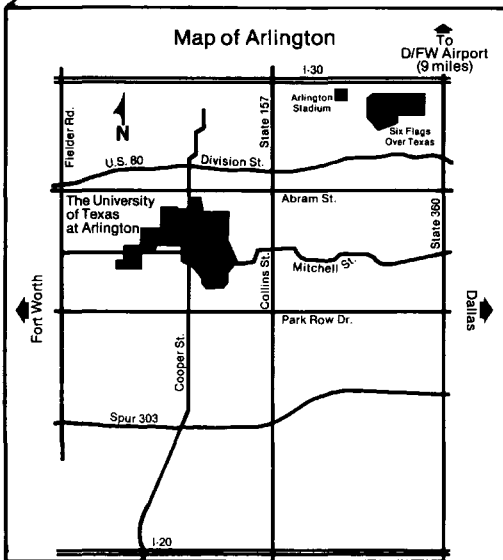 Map of Arlington
To
D/FW Airport
(9 miles)
I-30
Arlington
Stadium
Six Flags
Over Texas
State 157
Fielder Rd.
N
U.S. 80
Division St.
The University
of Texas
at Arlington
Abram St.
State 360
Collins St.
Mitchell St.
Fort Worth
Dallas
Park Row Dr.
Cooper St.
Spur 303
I-20